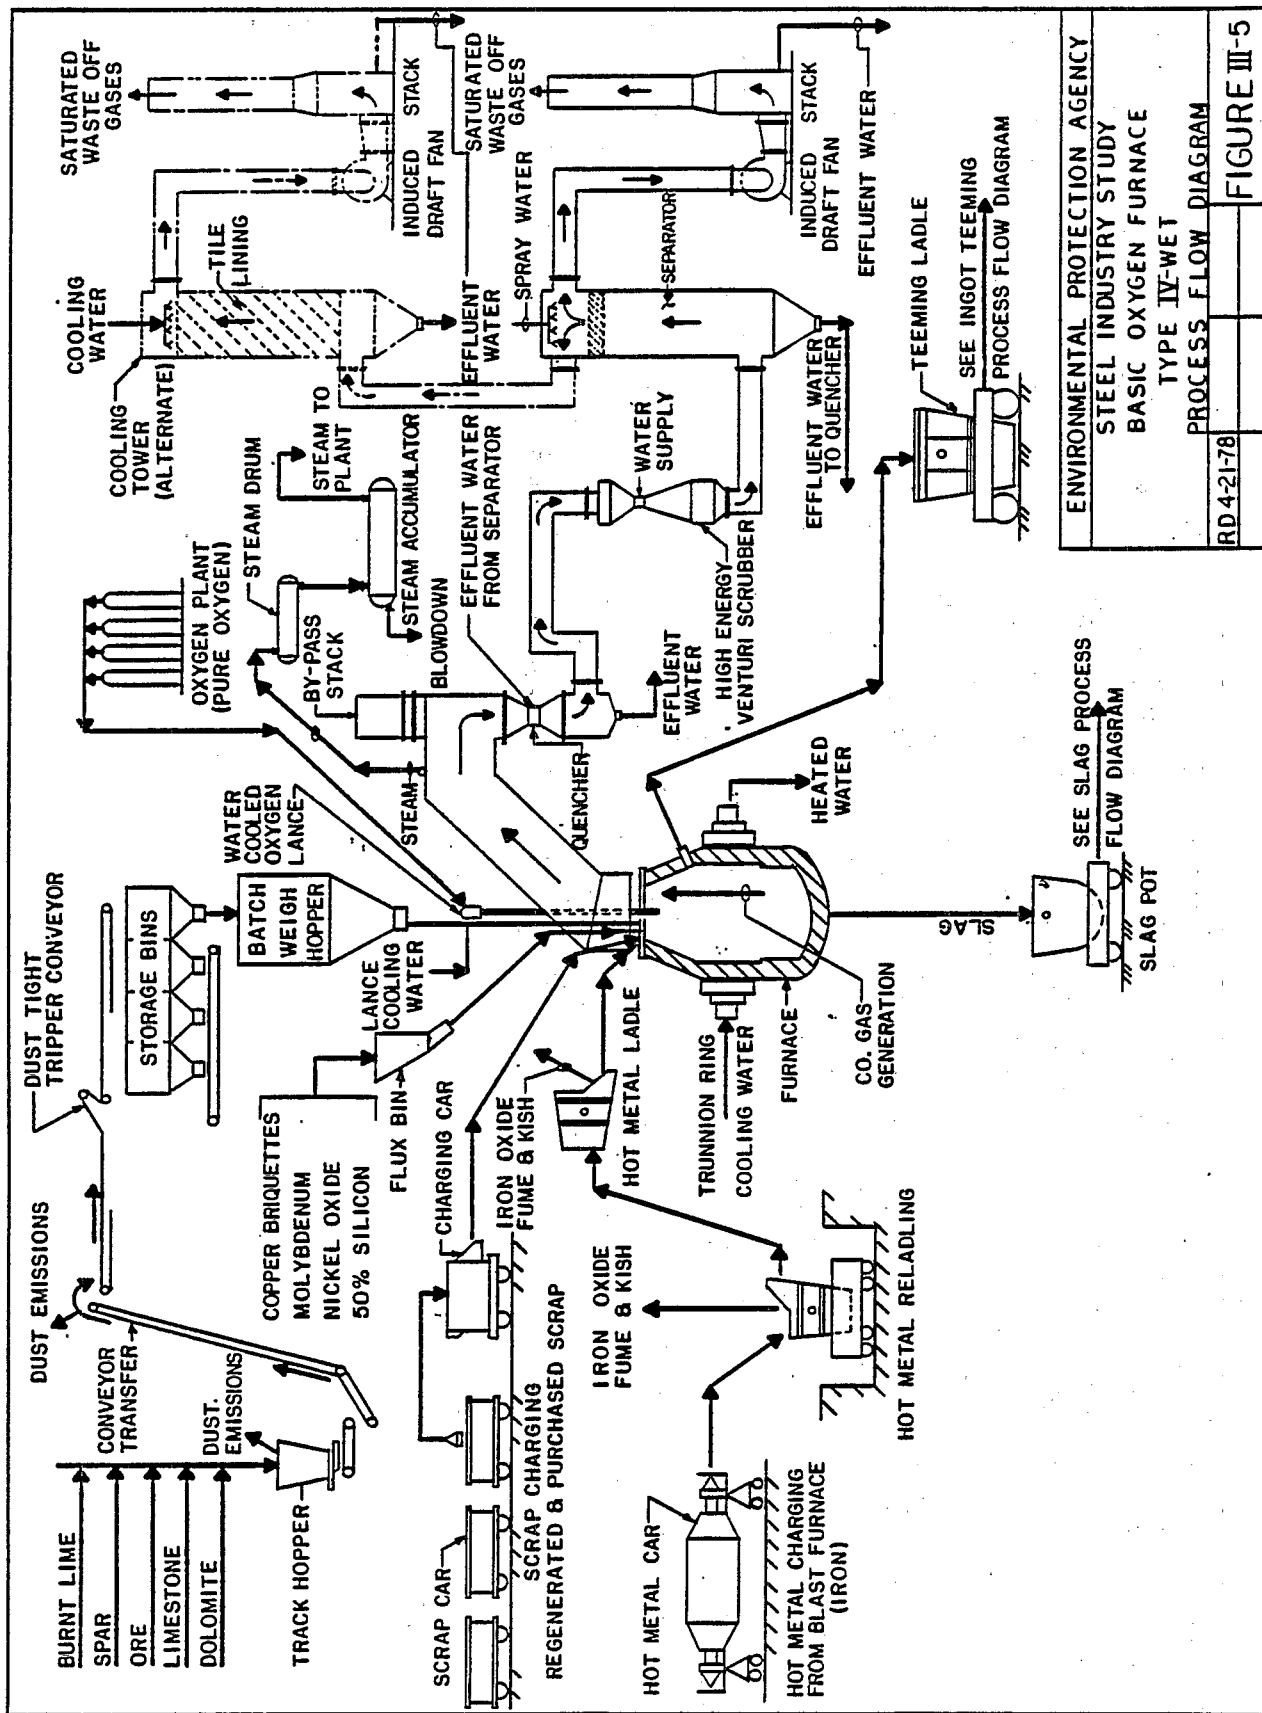 BURNT LIME
SPAR
ORE
LIMESTONE
DOLOMITE
TRACK HOPPER
DUST.
EMISSIONS
CONVEYOR
TRANSFER
DUST EMISSIONS
DUST TIGHT
TRIPPER CONVEYOR
STORAGE BINS
BATCH
WEIGH
HOPPER
WATER
COOLED
OXYGEN
LANCE
OXYGEN PLANT
(PURE OXYGEN)
COPPER BRIQUETTES
MOLYBDENUM
NICKEL OXIDE
50% SILICON
FLUX BIN
LANCE
COOLING
WATER
STEAM
BY-PASS
STACK
STEAM DRUM
STEAM TO
PLANT
STEAM ACCUMULATOR
BLOWDOWN
COOLING
TOWER
(ALTERNATE)
COOLING
WATER
TILE
LINING
SATURATED
WASTE OFF
GASES
INDUCED
DRAFT FAN
STACK
EFFLUENT
WATER
SCRAP CAR
SCRAP CHARGING
REGENERATED & PURCHASED SCRAP
CHARGING CAR
IRON OXIDE
FUME & KISH
HOT METAL LADLE
QUENCHER
EFFLUENT WATER
FROM SEPARATOR
EFFLUENT
WATER
HIGH ENERGY
VENTURI SCRUBBER
WATER
SUPPLY
SPRAY WATER
SEPARATOR
SATURATED
WASTE OFF
GASES
INDUCED
DRAFT FAN
STACK
EFFLUENT WATER
EFFLUENT WATER
TO QUENCHER
HOT METAL CAR
HOT METAL CHARGING
FROM BLAST FURNACE
(IRON)
IRON OXIDE
FUME & KISH
HOT METAL RELADLING
TRUNNION RING
COOLING WATER
FURNACE
CO. GAS
GENERATION
HEATED
WATER
SLAG
SLAG POT
SEE SLAG PROCESS
FLOW DIAGRAM
TEEMING LADLE
SEE INGOT TEEMING
PROCESS FLOW DIAGRAM
ENVIRONMENTAL PROTECTION AGENCY
STEEL INDUSTRY STUDY
BASIC OXYGEN FURNACE
TYPE IV-WET
PROCESS FLOW DIAGRAM
RD 4-21-78
FIGURE III-5